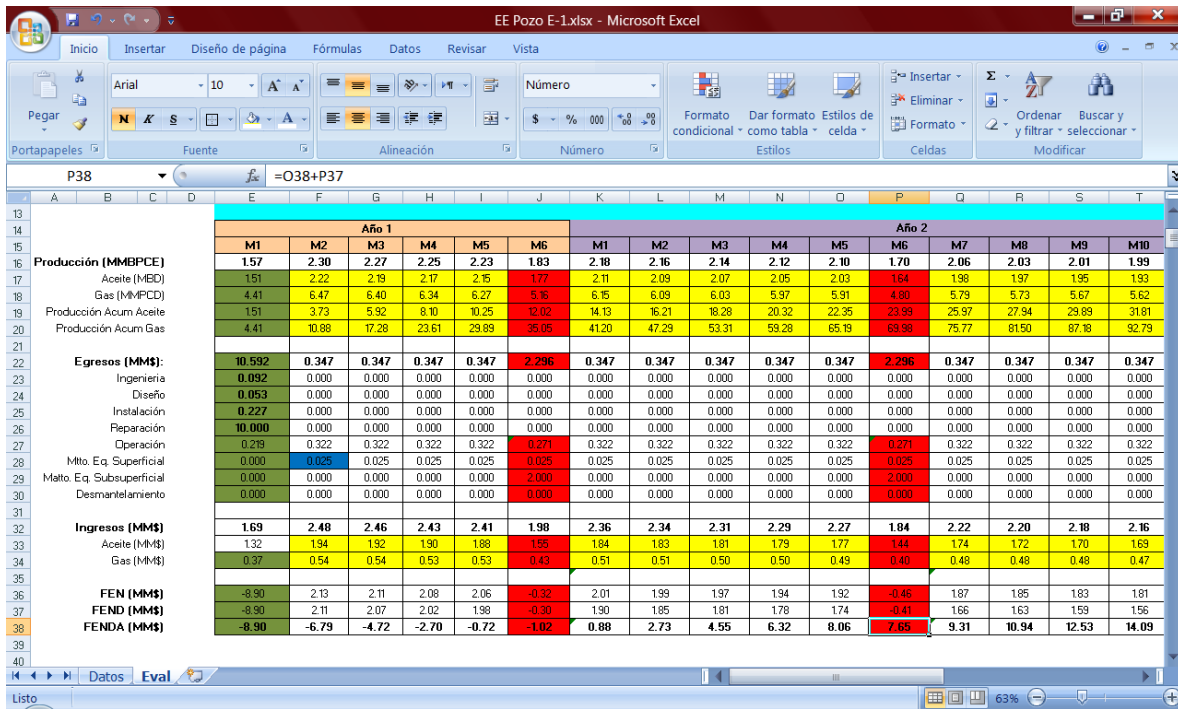 EE Pozo E-1.xlsx - Microsoft Excel
Inicio Insertar Diseño de página Fórmulas Datos Revisar Vista
Pegar
Arial 10
N K S
Número
$ % 000
Formato condicional
Dar formato como tabla
Estilos de celda
Insertar
Eliminar
Formato
Ordenar y filtrar
Buscar y seleccionar
Portapapeles Fuente Alineación Número Estilos Celdas Modificar
P38 fx =O38+P37
A B C D E F G H I J K L M N O P Q R S T
13
14 Año 1 Año 2
15 M1 M2 M3 M4 M5 M6 M1 M2 M3 M4 M5 M6 M7 M8 M9 M10
16 Producción (MMBPCE) 1.57 2.30 2.27 2.25 2.23 1.83 2.18 2.16 2.14 2.12 2.10 1.70 2.06 2.03 2.01 1.99
17 Aceite (MBD) 1.51 2.22 2.19 2.17 2.15 1.77 2.11 2.09 2.07 2.05 2.03 1.64 1.98 1.97 1.95 1.93
18 Gas (MMPCD) 4.41 6.47 6.40 6.34 6.27 5.16 6.15 6.09 6.03 5.97 5.91 4.80 5.79 5.73 5.67 5.62
19 Producción Acum Aceite 1.51 3.73 5.92 8.10 10.25 12.02 14.13 16.21 18.28 20.32 22.35 23.99 25.97 27.94 29.89 31.81
20 Producción Acum Gas 4.41 10.88 17.28 23.61 29.89 35.05 41.20 47.29 53.31 59.28 65.19 69.98 75.77 81.50 87.18 92.79
21
22 Egresos (MM$): 10.592 0.347 0.347 0.347 0.347 2.296 0.347 0.347 0.347 0.347 0.347 2.296 0.347 0.347 0.347 0.347
23 Ingenieria 0.092 0.000 0.000 0.000 0.000 0.000 0.000 0.000 0.000 0.000 0.000 0.000 0.000 0.000 0.000 0.000
24 Diseño 0.053 0.000 0.000 0.000 0.000 0.000 0.000 0.000 0.000 0.000 0.000 0.000 0.000 0.000 0.000 0.000
25 Instalación 0.227 0.000 0.000 0.000 0.000 0.000 0.000 0.000 0.000 0.000 0.000 0.000 0.000 0.000 0.000 0.000
26 Reparación 10.000 0.000 0.000 0.000 0.000 0.000 0.000 0.000 0.000 0.000 0.000 0.000 0.000 0.000 0.000 0.000
27 Operación 0.219 0.322 0.322 0.322 0.322 0.271 0.322 0.322 0.322 0.322 0.322 0.271 0.322 0.322 0.322 0.322
28 Mtto. Eq. Superficial 0.000 0.025 0.025 0.025 0.025 0.025 0.025 0.025 0.025 0.025 0.025 0.025 0.025 0.025 0.025 0.025
29 Matto. Eq. Subsuperficial 0.000 0.000 0.000 0.000 0.000 2.000 0.000 0.000 0.000 0.000 0.000 2.000 0.000 0.000 0.000 0.000
30 Desmantelamiento 0.000 0.000 0.000 0.000 0.000 0.000 0.000 0.000 0.000 0.000 0.000 0.000 0.000 0.000 0.000 0.000
31
32 Ingresos (MM$) 1.69 2.48 2.46 2.43 2.41 1.98 2.36 2.34 2.31 2.29 2.27 1.84 2.22 2.20 2.18 2.16
33 Aceite (MM$) 1.32 1.94 1.92 1.90 1.88 1.55 1.84 1.83 1.81 1.79 1.77 1.44 1.74 1.72 1.70 1.69
34 Gas (MM$) 0.37 0.54 0.54 0.53 0.53 0.43 0.51 0.51 0.50 0.50 0.49 0.40 0.48 0.48 0.48 0.47
35
36 FEN (MM$) -8.90 2.13 2.11 2.08 2.06 -0.32 2.01 1.99 1.97 1.94 1.92 -0.46 1.87 1.85 1.83 1.81
37 FEND (MM$) -8.90 2.11 2.07 2.02 1.98 -0.30 1.90 1.85 1.81 1.78 1.74 -0.41 1.66 1.63 1.59 1.56
38 FENDA (MM$) -8.90 -6.79 -4.72 -2.70 -0.72 -1.02 0.88 2.73 4.55 6.32 8.06 7.65 9.31 10.94 12.53 14.09
39
40
Datos Eval
Listo 63%